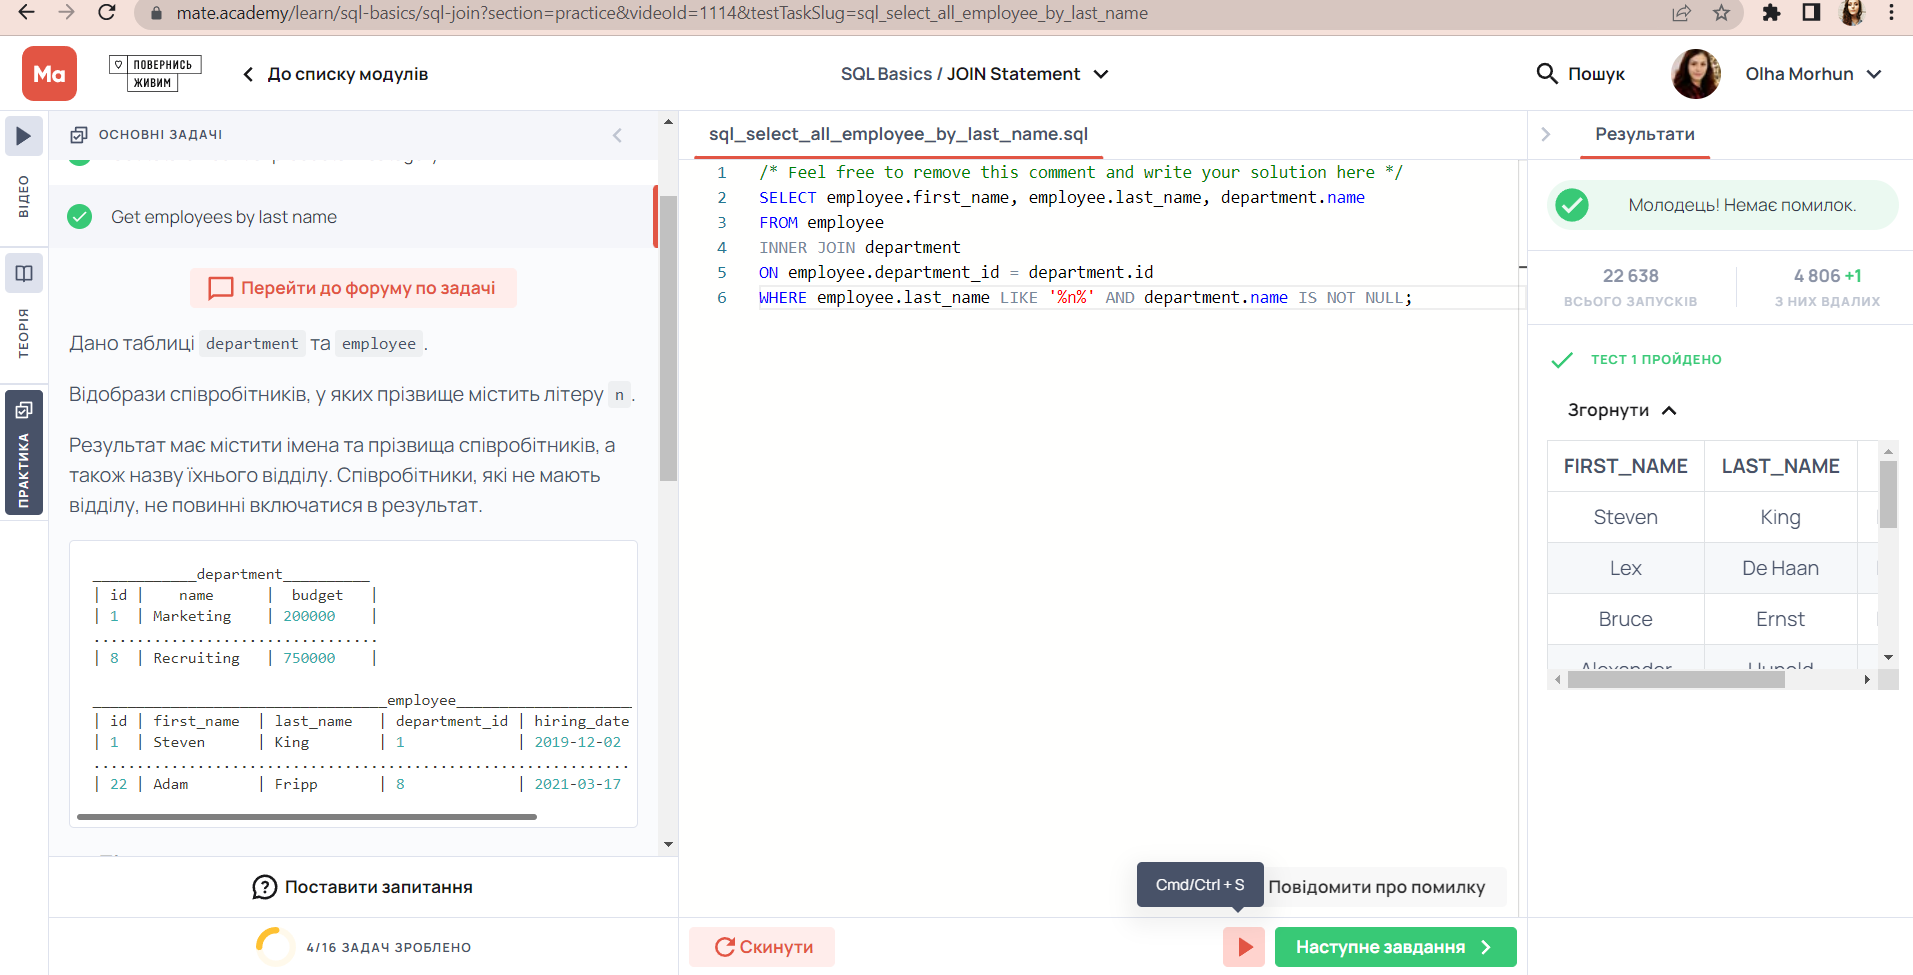 mate.academy/learn/sql-basics/sql-join?section=practice&videoId=1114&testTaskSlug=sql_select_all_employee_by_last_name
Ma
ПОВЕРНИСЬ
ЖИВИМ
До списку модулів
SQL Basics / JOIN Statement
Пошук
Olha Morhun
ВІДЕО
ТЕОРІЯ
ПРАКТИКА
ОСНОВНІ ЗАДАЧІ
Get employees by last name
Перейти до форуму по задачі
Дано таблиці department та employee.
Відобрази співробітників, у яких прізвище містить літеру n.
Результат має містити імена та прізвища співробітників, а
також назву їхнього відділу. Співробітники, які не мають
відділу, не повинні включатися в результат.
____________department__________
| id |    name      |  budget   |
| 1  | Marketing    | 200000    |
.................................
| 8  | Recruiting   | 750000    |
__________________________________employee____________________
| id | first_name  | last_name   | department_id | hiring_date
| 1  | Steven      | King        | 1             | 2019-12-02
..............................................................
| 22 | Adam        | Fripp       | 8             | 2021-03-17
Поставити запитання
4/16 ЗАДАЧ ЗРОБЛЕНО
sql_select_all_employee_by_last_name.sql
1 /* Feel free to remove this comment and write your solution here */
2 SELECT employee.first_name, employee.last_name, department.name
3 FROM employee
4 INNER JOIN department
5 ON employee.department_id = department.id
6 WHERE employee.last_name LIKE '%n%' AND department.name IS NOT NULL;
Cmd/Ctrl + S
Повідомити про помилку
Скинути
Наступне завдання
Результати
Молодець! Немає помилок.
22 638
ВСЬОГО ЗАПУСКІВ
4 806 +1
З НИХ ВДАЛИХ
ТЕСТ 1 ПРОЙДЕНО
Згорнути
FIRST_NAME LAST_NAME
Steven King
Lex De Haan
Bruce Ernst
Alexander Hunold